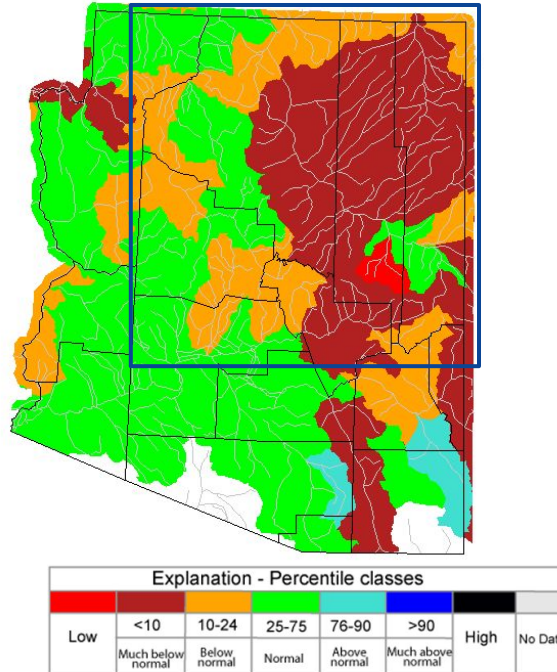 Explanation - Percentile classes
<10 10-24 25-75 76-90 >90
Low High No Dat
Much below normal Below normal Normal Above normal Much above normal